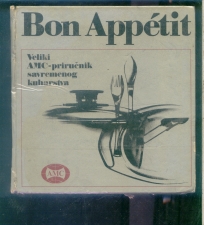 Bon Appétit
Veliki
AMC-priručnik
savremenog
kuharstva
AMC